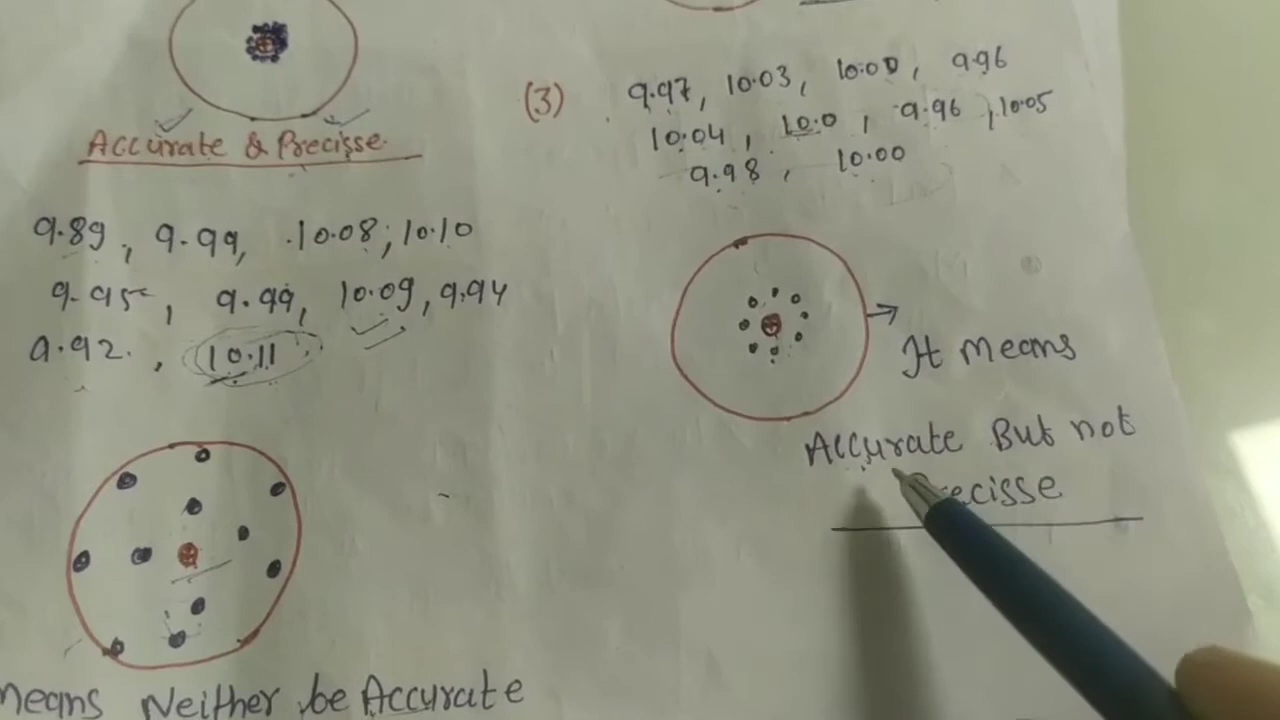 Accurate & Precisse.
9.89, 9.99, 10.08, 10.10
9.95, 9.99, 10.09, 9.94
9.92, 10.11
means Neither be Accurate
(3) 9.97, 10.03, 10.00, 9.96
10.04, 10.0, 9.96, 10.05
9.98, 10.00
It means
Accurate But not
Precisse